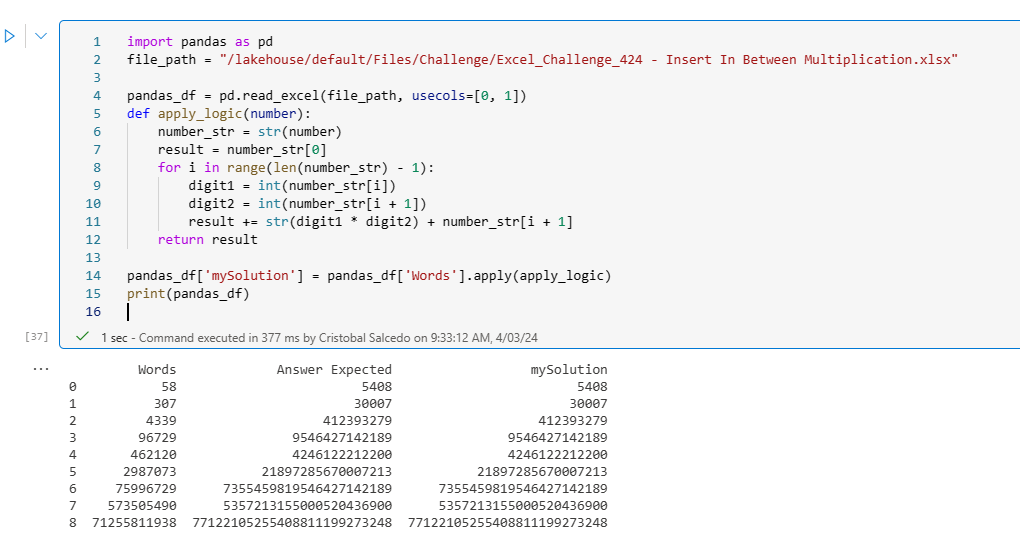 1 import pandas as pd
2 file_path = "/lakehouse/default/Files/Challenge/Excel_Challenge_424 - Insert In Between Multiplication.xlsx"
3
4 pandas_df = pd.read_excel(file_path, usecols=[0, 1])
5 def apply_logic(number):
6     number_str = str(number)
7     result = number_str[0]
8     for i in range(len(number_str) - 1):
9         digit1 = int(number_str[i])
10         digit2 = int(number_str[i + 1])
11         result += str(digit1 * digit2) + number_str[i + 1]
12     return result
13
14 pandas_df['mySolution'] = pandas_df['Words'].apply(apply_logic)
15 print(pandas_df)
16
[37] 1 sec - Command executed in 377 ms by Cristobal Salcedo on 9:33:12 AM, 4/03/24
... Words Answer Expected mySolution
0 58 5408 5408
1 307 30007 30007
2 4339 412393279 412393279
3 96729 9546427142189 9546427142189
4 462120 4246122212200 4246122212200
5 2987073 21897285670007213 21897285670007213
6 75996729 7355459819546427142189 7355459819546427142189
7 573505490 5357213155000520436900 5357213155000520436900
8 71255811938 77122105255408811199273248 77122105255408811199273248